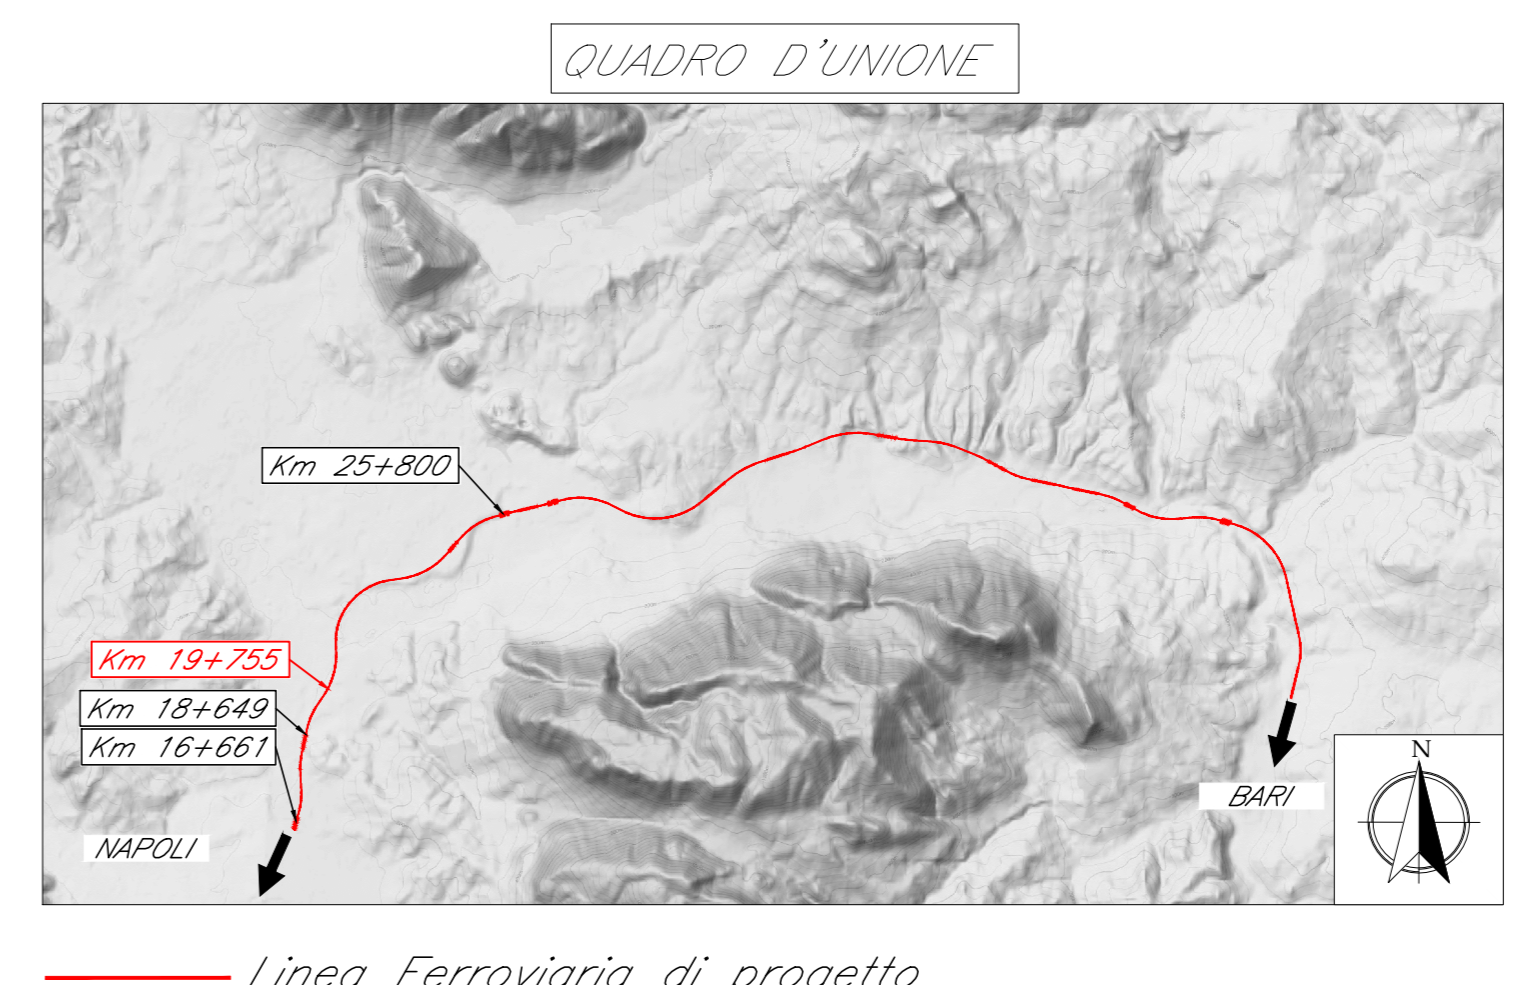 QUADRO D'UNIONE
Km 25+800
Km 19+755
Km 18+649
Km 16+661
NAPOLI
BARI
N
Linea Ferroviaria di progetto